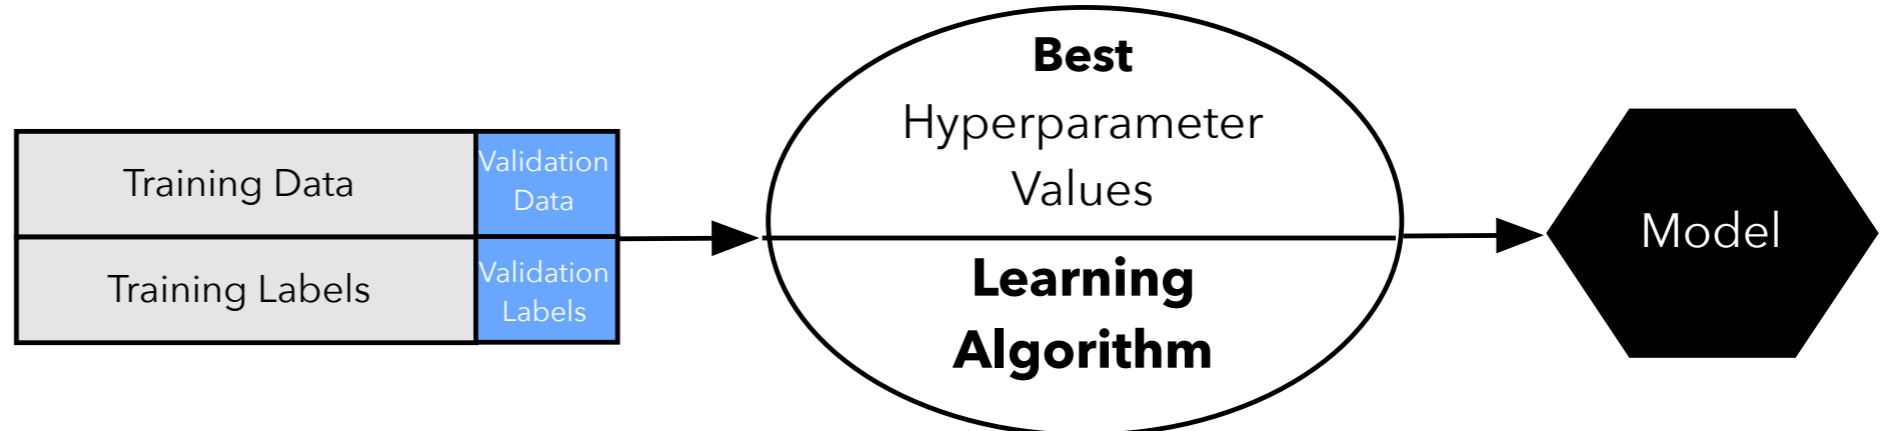 Training Data
Validation
Data
Training Labels
Validation
Labels
Best
Hyperparameter
Values
Learning
Algorithm
Model